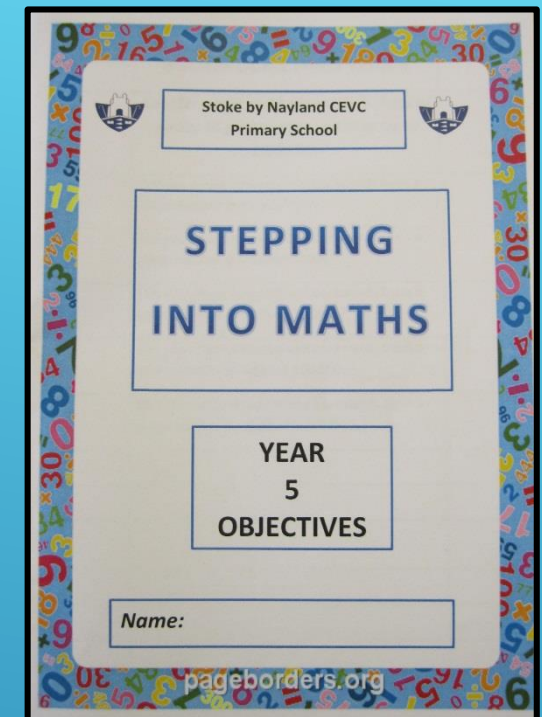 Stoke by Nayland CEVC
Primary School
STEPPING
INTO MATHS
YEAR
5
OBJECTIVES
Name:
pageborders.org